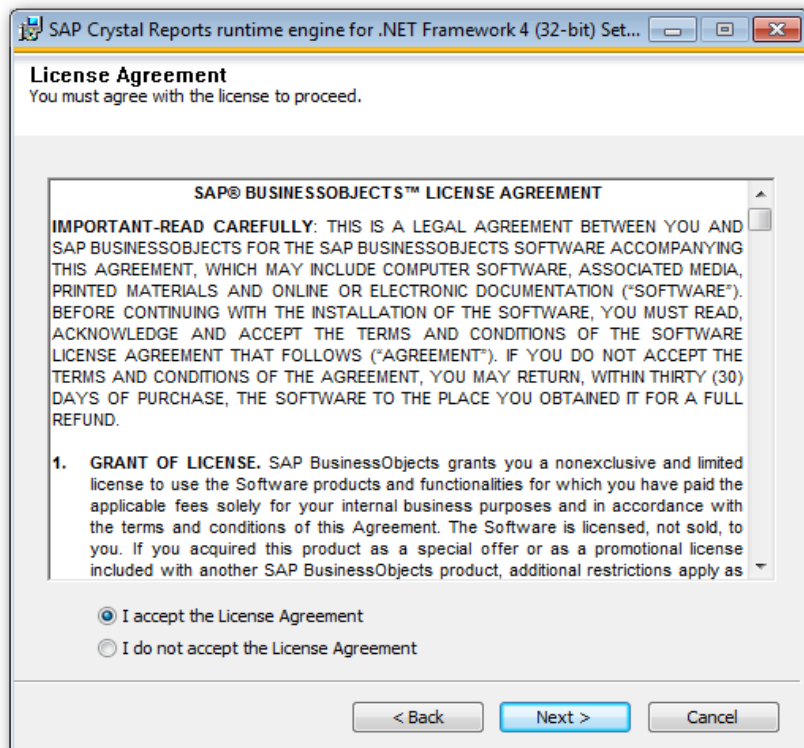 SAP Crystal Reports runtime engine for .NET Framework 4 (32-bit) Set...
License Agreement
You must agree with the license to proceed.
SAP® BUSINESSOBJECTS™ LICENSE AGREEMENT
IMPORTANT-READ CAREFULLY: THIS IS A LEGAL AGREEMENT BETWEEN YOU AND
SAP BUSINESSOBJECTS FOR THE SAP BUSINESSOBJECTS SOFTWARE ACCOMPANYING
THIS AGREEMENT, WHICH MAY INCLUDE COMPUTER SOFTWARE, ASSOCIATED MEDIA,
PRINTED MATERIALS AND ONLINE OR ELECTRONIC DOCUMENTATION (“SOFTWARE”).
BEFORE CONTINUING WITH THE INSTALLATION OF THE SOFTWARE, YOU MUST READ,
ACKNOWLEDGE AND ACCEPT THE TERMS AND CONDITIONS OF THE SOFTWARE
LICENSE AGREEMENT THAT FOLLOWS (“AGREEMENT”). IF YOU DO NOT ACCEPT THE
TERMS AND CONDITIONS OF THE AGREEMENT, YOU MAY RETURN, WITHIN THIRTY (30)
DAYS OF PURCHASE, THE SOFTWARE TO THE PLACE YOU OBTAINED IT FOR A FULL
REFUND.
1. GRANT OF LICENSE. SAP BusinessObjects grants you a nonexclusive and limited
license to use the Software products and functionalities for which you have paid the
applicable fees solely for your internal business purposes and in accordance with
the terms and conditions of this Agreement. The Software is licensed, not sold, to
you. If you acquired this product as a special offer or as a promotional license
included with another SAP BusinessObjects product, additional restrictions apply as
I accept the License Agreement
I do not accept the License Agreement
< Back
Next >
Cancel